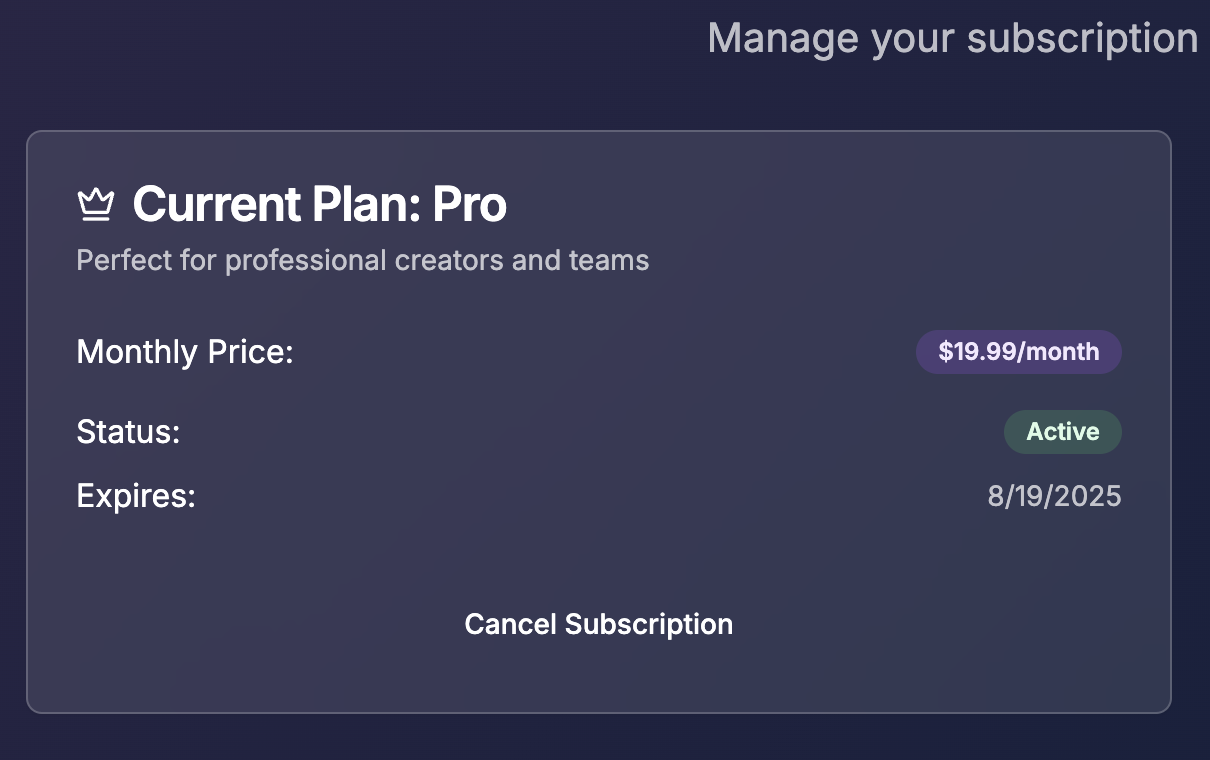 Manage your subscription
Current Plan: Pro
Perfect for professional creators and teams
Monthly Price: $19.99/month
Status: Active
Expires: 8/19/2025
Cancel Subscription